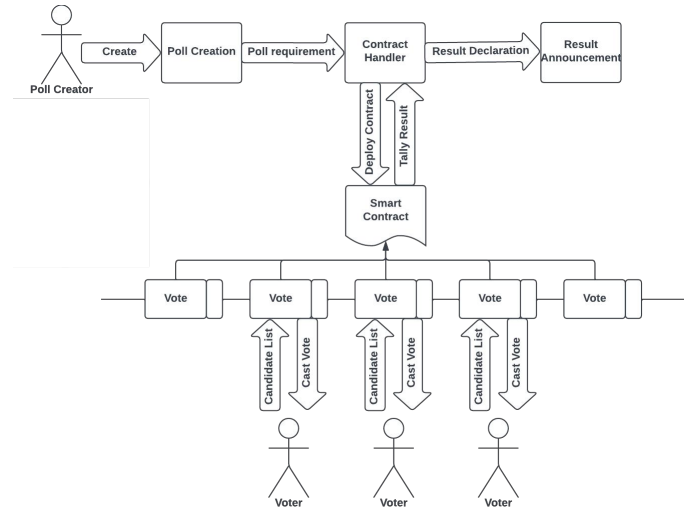 Poll Creator
Create
Poll Creation
Poll requirement
Contract
Handler
Result Declaration
Result
Announcement
Deploy Contract
Tally Result
Smart
Contract
Vote
Vote
Vote
Vote
Vote
Candidate List
Cast Vote
Candidate List
Cast Vote
Candidate List
Cast Vote
Voter
Voter
Voter